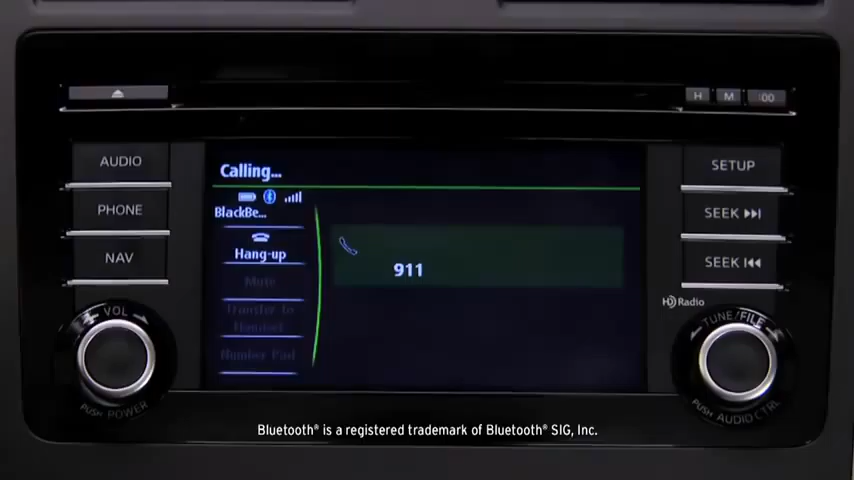 H M :00
AUDIO
PHONE
NAV
VOL
PUSH POWER
Calling...
BlackBe...
Hang-up
Mute
Transfer to
Handset
Number Pad
911
SETUP
SEEK
SEEK
HD Radio
TUNE/FILE
PUSH AUDIO CTRL
Bluetooth® is a registered trademark of Bluetooth® SIG, Inc.